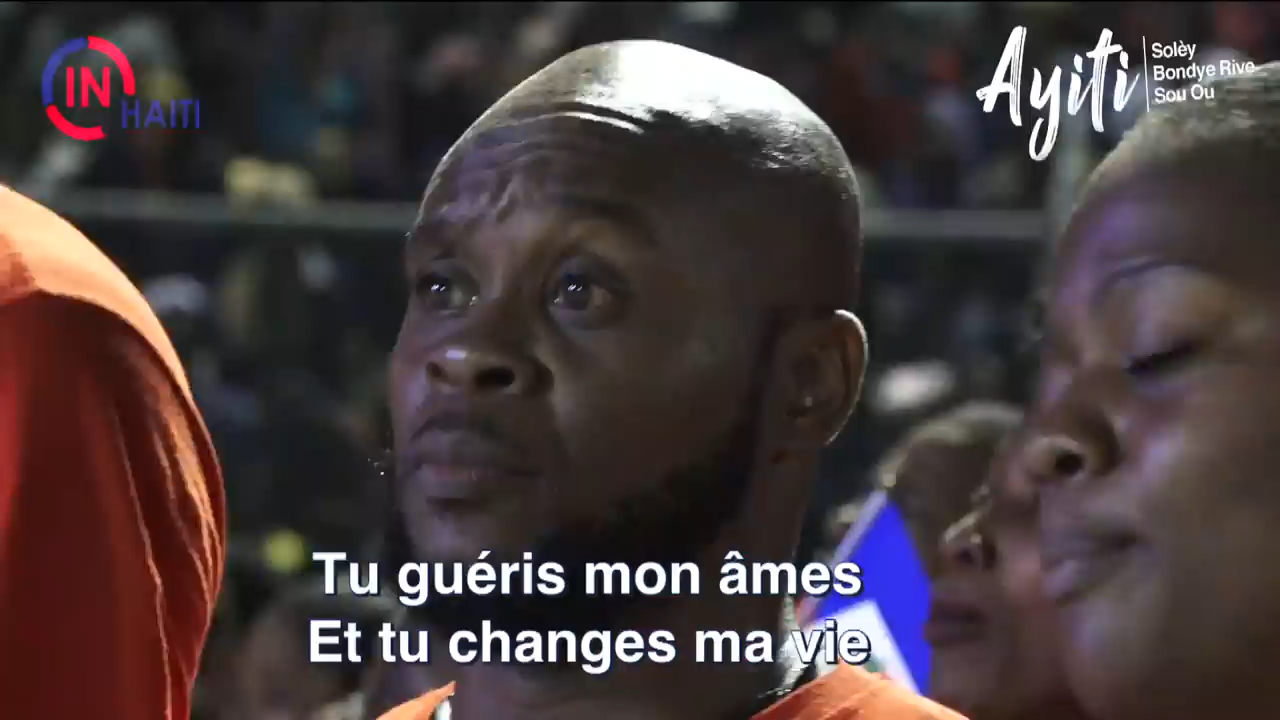 IN
HAITI
Ayiti
Solèy
Bondye Rive
Sou Ou
Tu guéris mon âmes
Et tu changes ma vie